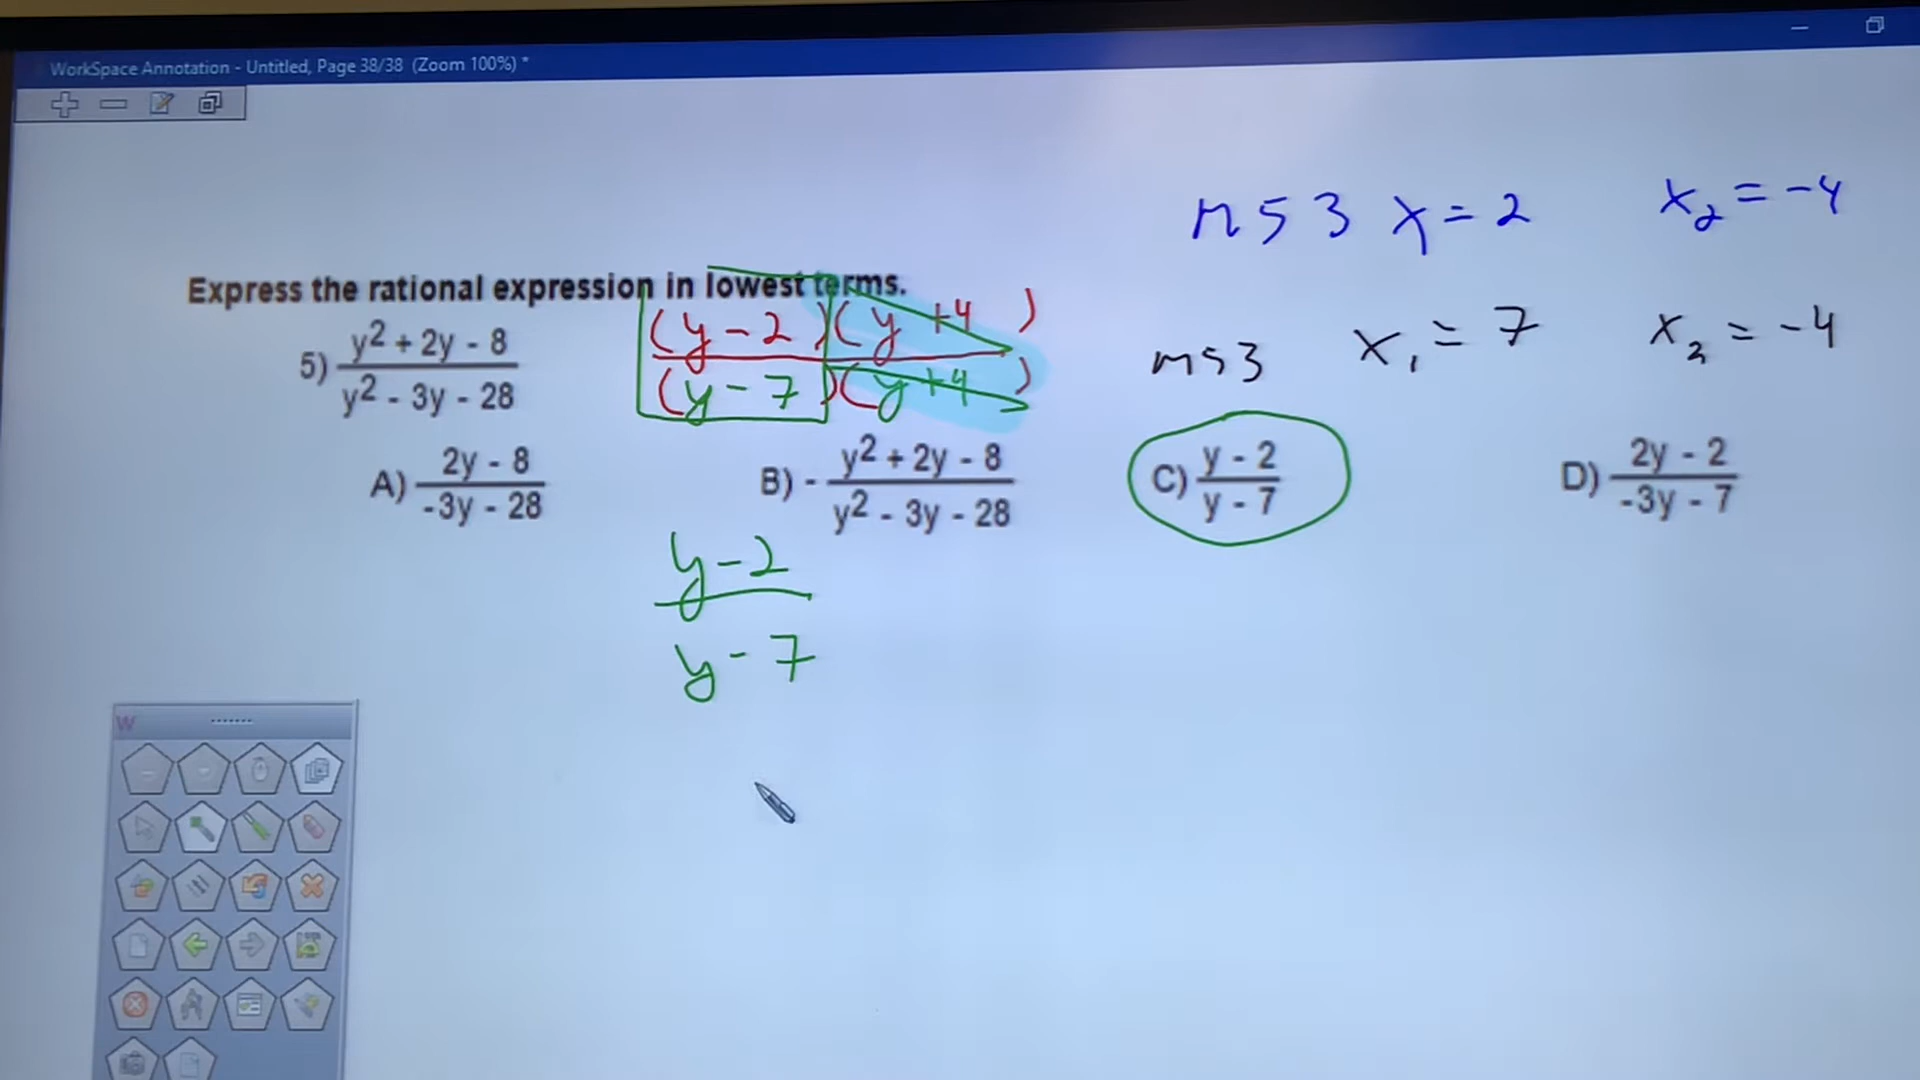 WorkSpace Annotation - Untitled, Page 38/38 (Zoom 100%) *
m 5 3 x = 2 x₂ = -4
Express the rational expression in lowest terms.
(y - 2)(y + 4)
5) y² + 2y - 8
y² - 3y - 28
(y - 7)(y + 4)
m 5 3 x₁ = 7 x₂ = -4
A) 2y - 8
-3y - 28
B) - y² + 2y - 8
y² - 3y - 28
C) y - 2
y - 7
D) 2y - 2
-3y - 7
y - 2
y - 7
W